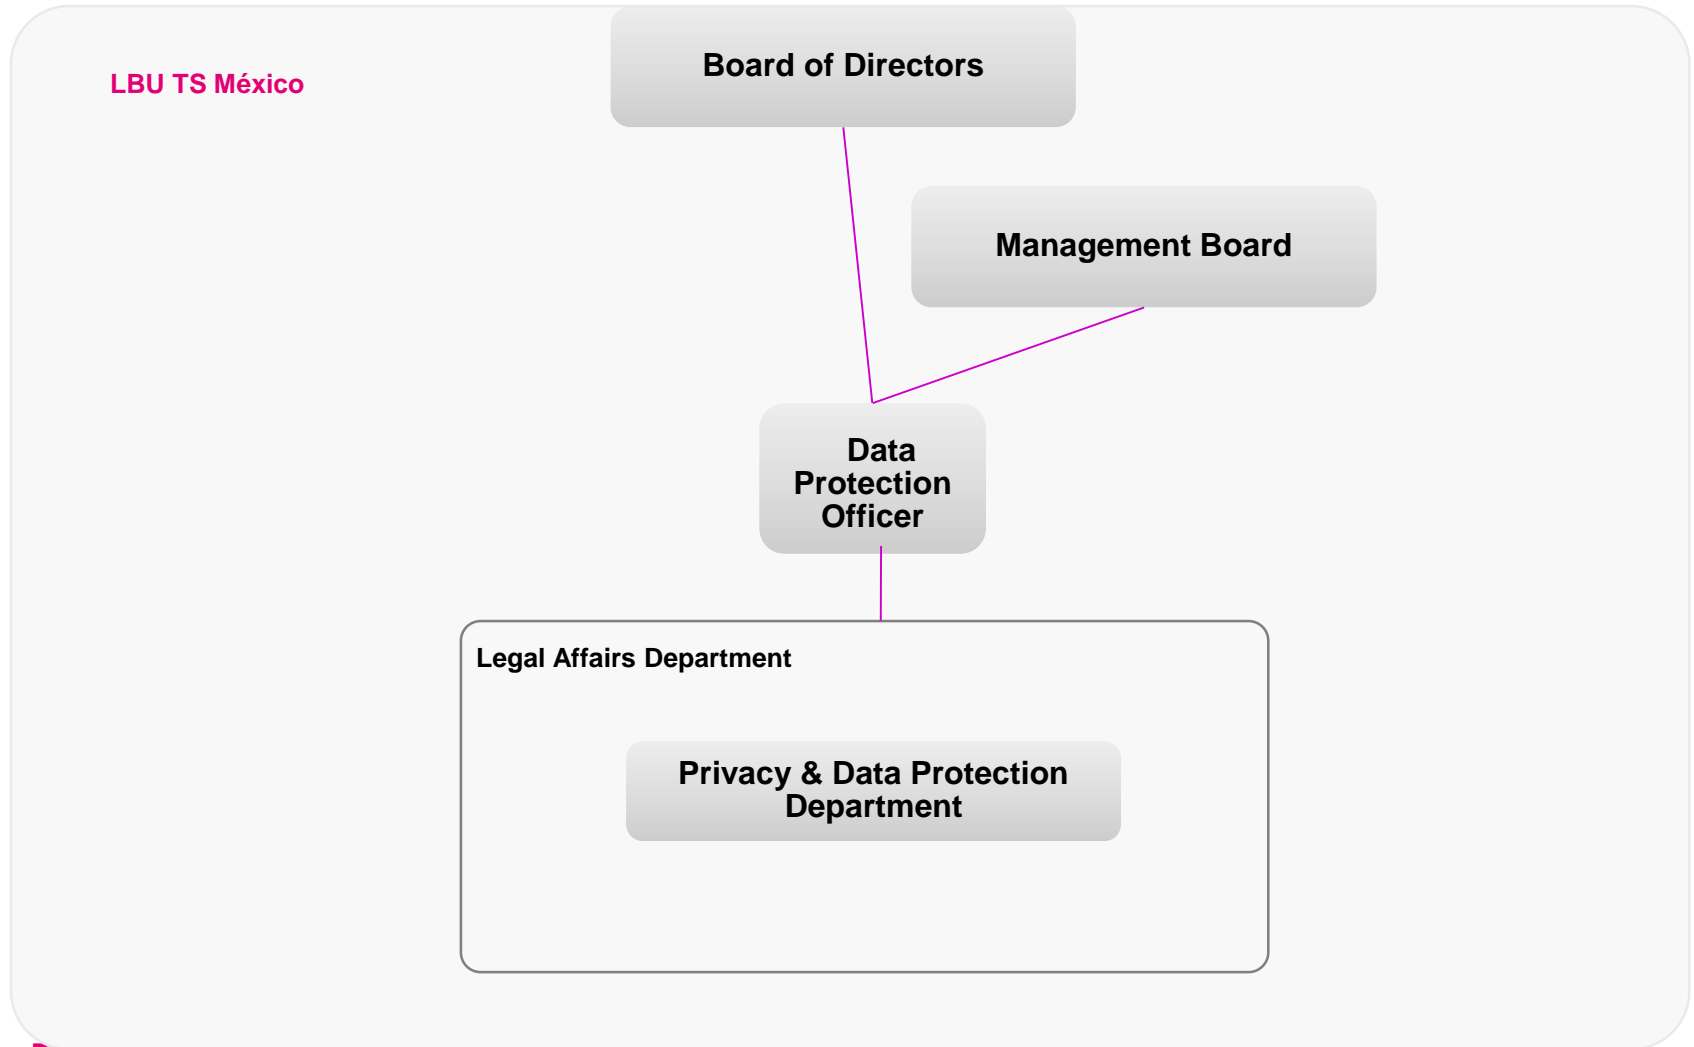 Board of Directors
LBU TS México
Management Board
Data
Protection
Officer
Legal Affairs Department
Privacy & Data Protection
Department